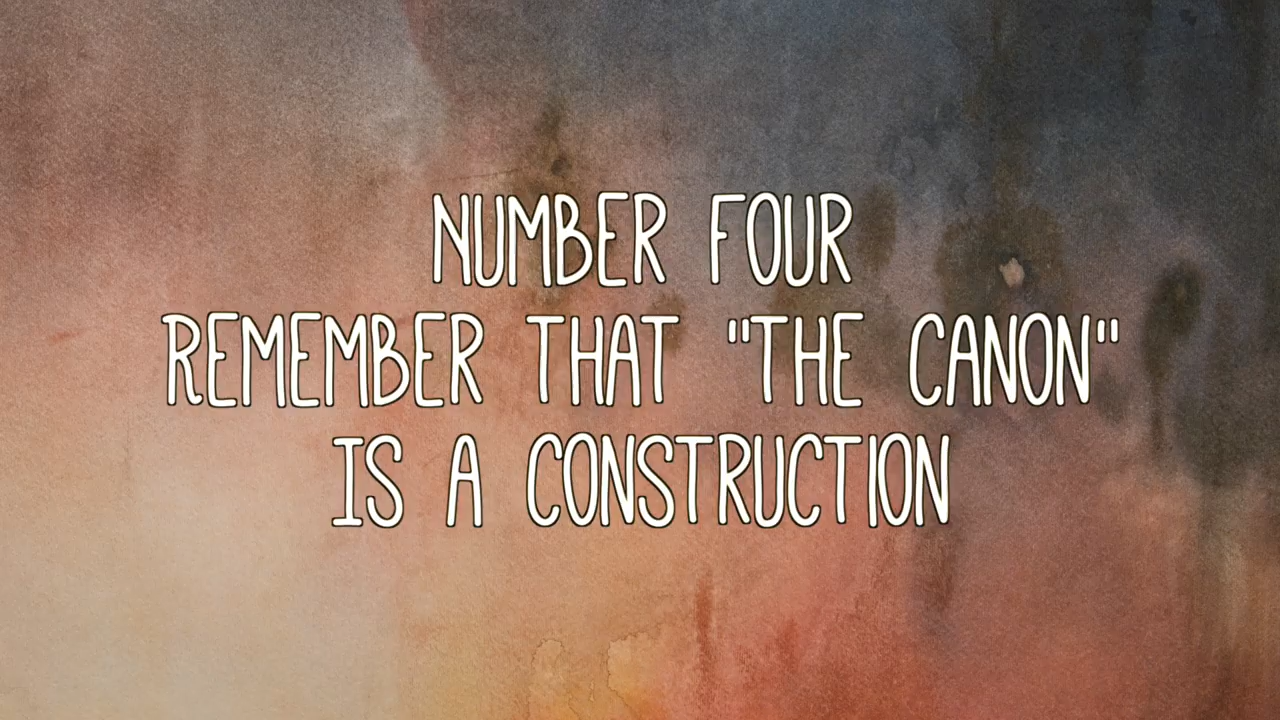 NUMBER FOUR
REMEMBER THAT "THE CANON"
IS A CONSTRUCTION